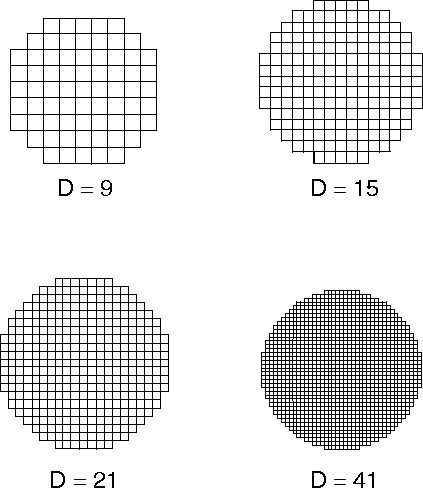 D = 9
D = 15
D = 21
D = 41